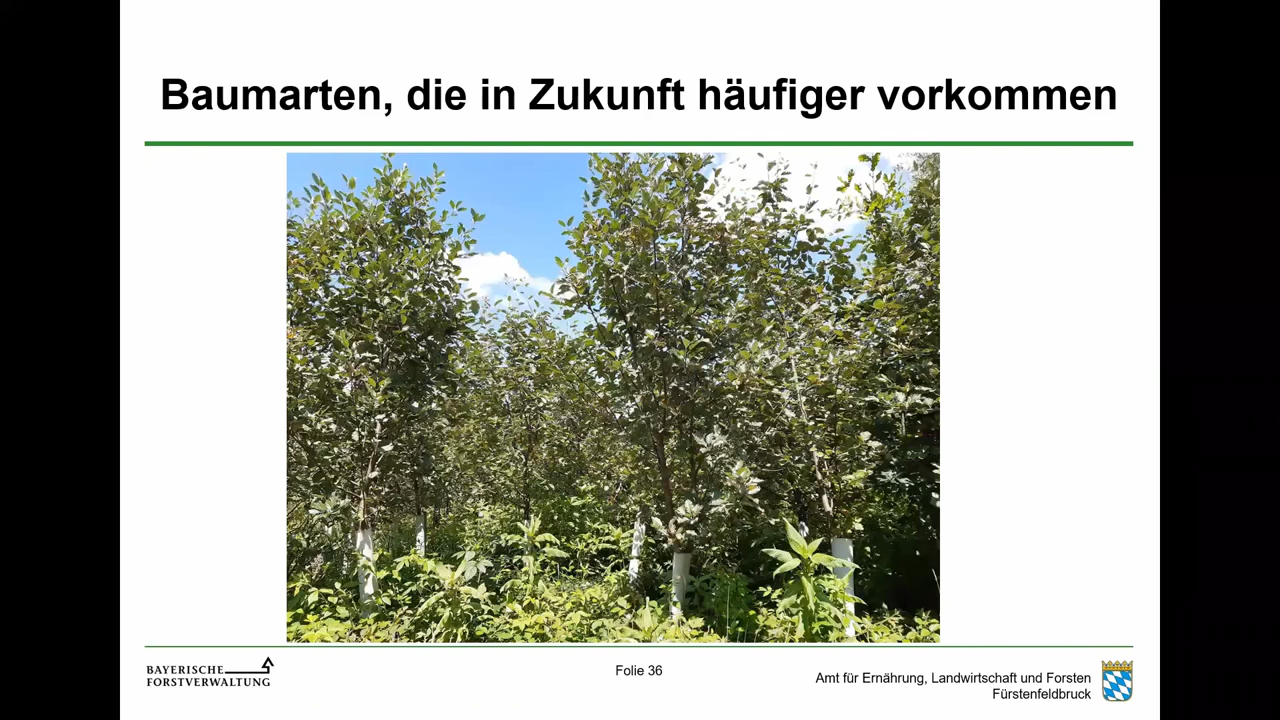 Baumarten, die in Zukunft häufiger vorkommen
BAYERISCHE
FORSTVERWALTUNG
Folie 36
Amt für Ernährung, Landwirtschaft und Forsten
Fürstenfeldbruck